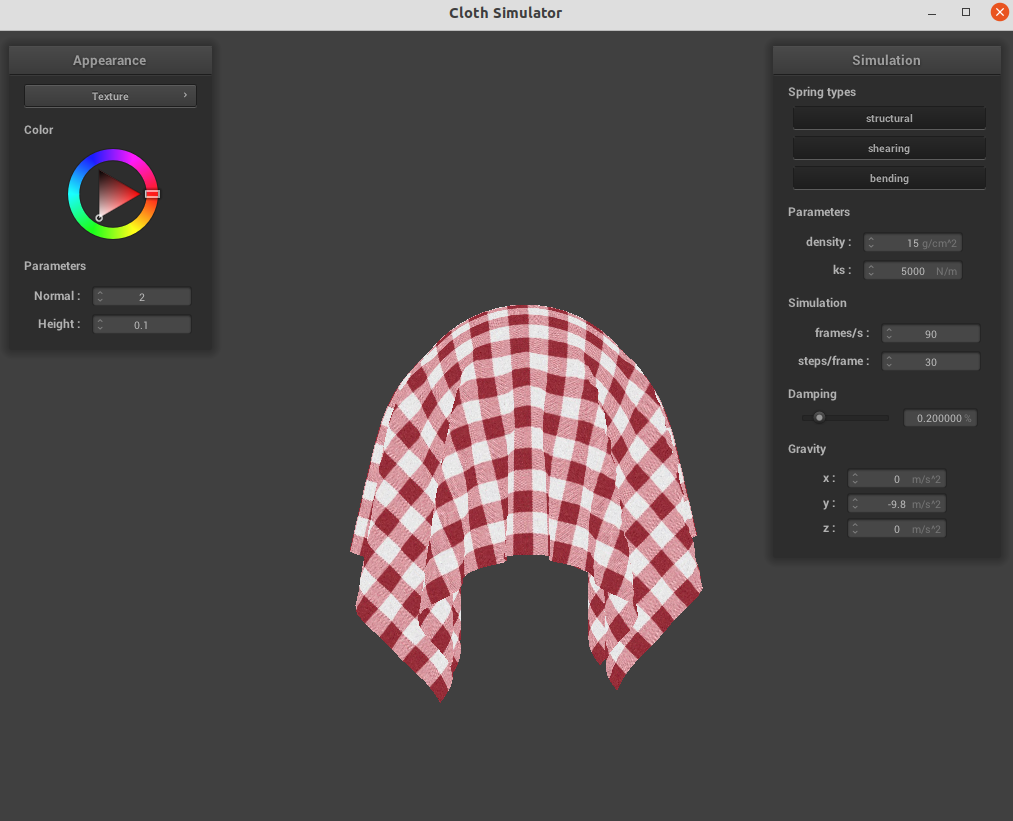 Cloth Simulator
Appearance
Texture
Color
Parameters
Normal : 2
Height : 0.1
Simulation
Spring types
structural
shearing
bending
Parameters
density : 15 g/cm^2
ks : 5000 N/m
Simulation
frames/s : 90
steps/frame : 30
Damping
0.200000 %
Gravity
x : 0 m/s^2
y : -9.8 m/s^2
z : 0 m/s^2